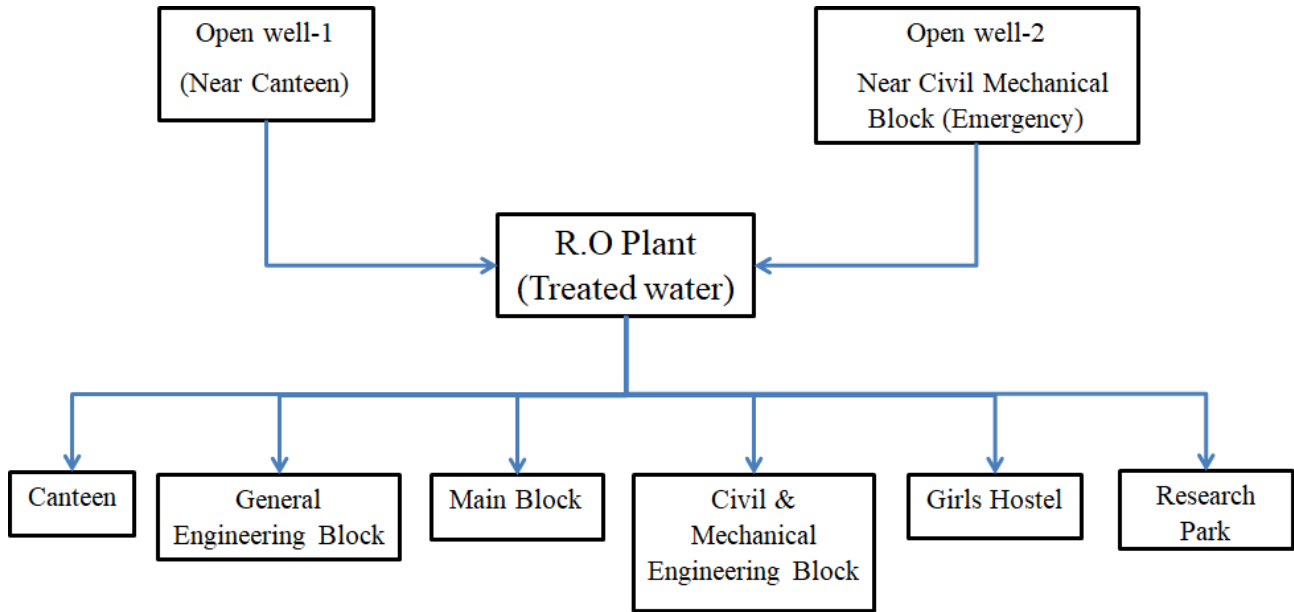 Open well-1
(Near Canteen)
Open well-2
Near Civil Mechanical
Block (Emergency)
R.O Plant
(Treated water)
Canteen
General
Engineering Block
Main Block
Civil &
Mechanical
Engineering Block
Girls Hostel
Research
Park